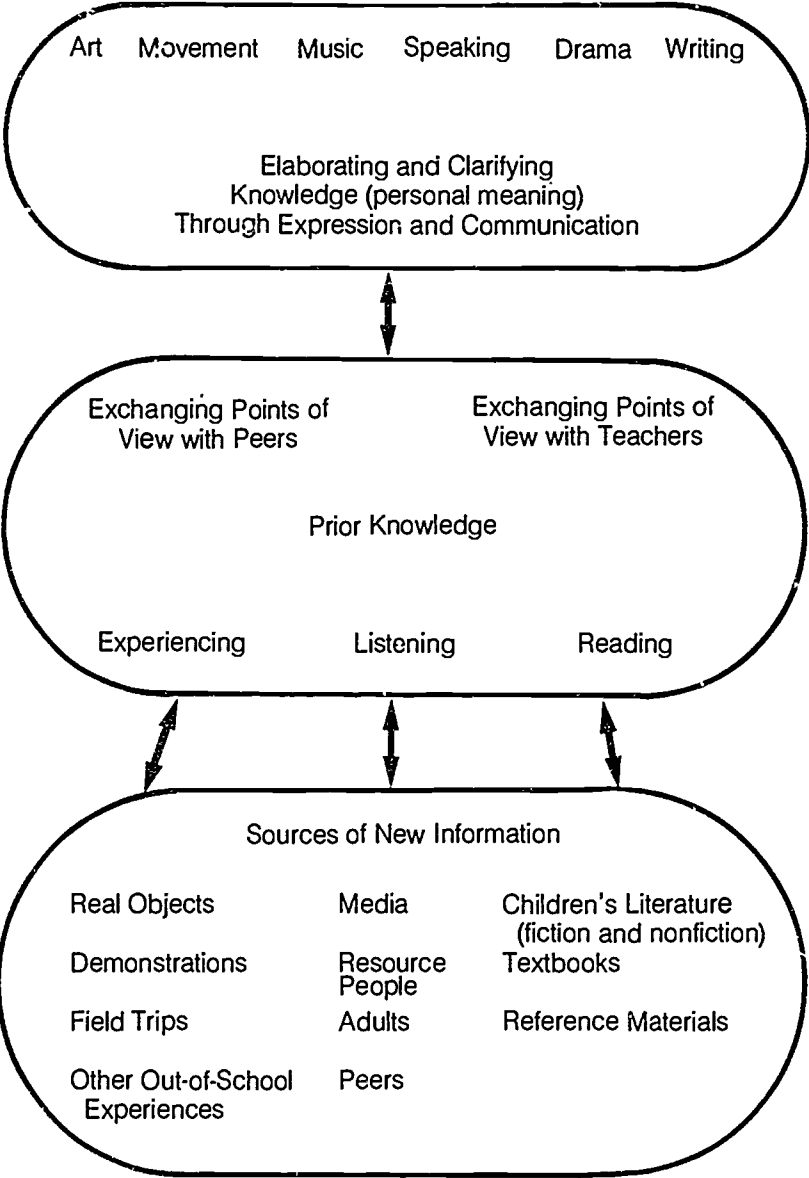 Art Movement Music Speaking Drama Writing
Elaborating and Clarifying
Knowledge (personal meaning)
Through Expression and Communication
Exchanging Points of
View with Peers
Exchanging Points of
View with Teachers
Prior Knowledge
Experiencing Listening Reading
Sources of New Information
Real Objects
Demonstrations
Field Trips
Other Out-of-School
Experiences
Media
Resource
People
Adults
Peers
Children's Literature
(fiction and nonfiction)
Textbooks
Reference Materials